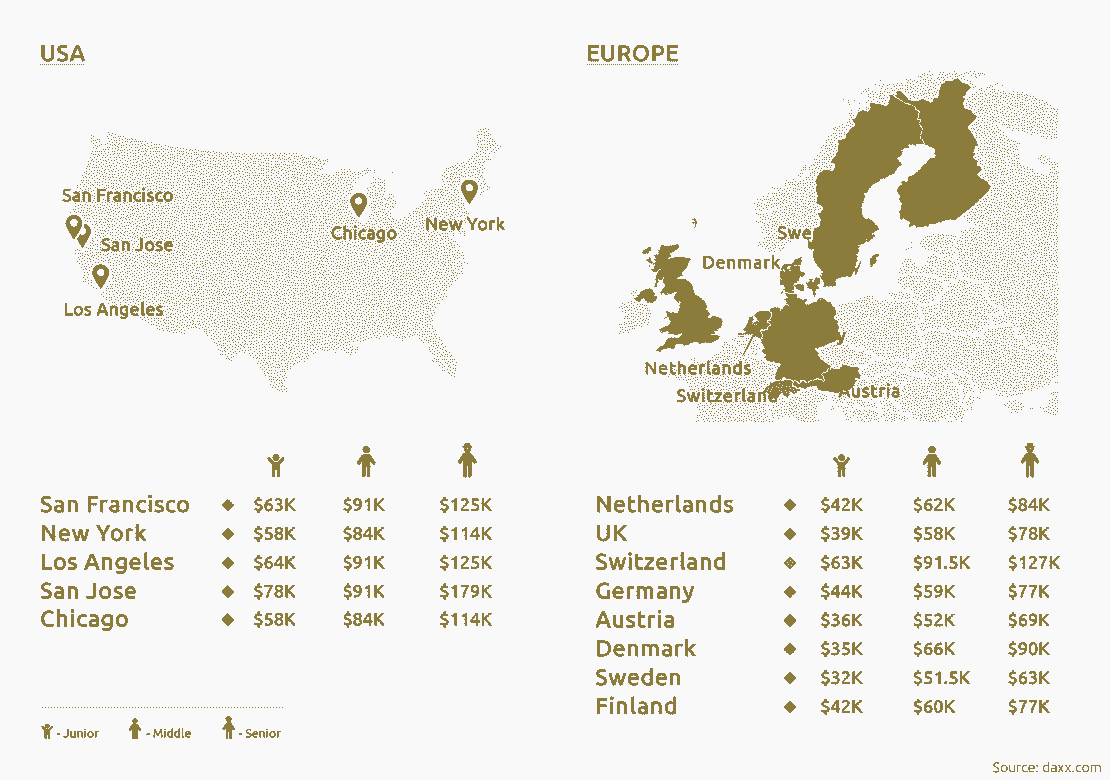 USA
San Francisco
San Jose
Los Angeles
Chicago
New York
San Francisco ◆ $63K $91K $125K
New York ◆ $58K $84K $114K
Los Angeles ◆ $64K $91K $125K
San Jose ◆ $78K $91K $179K
Chicago ◆ $58K $84K $114K
- Junior - Middle - Senior
EUROPE
Swe
Denmark
Netherlands
Switzerland
Austria
Netherlands ◆ $42K $62K $84K
UK ◆ $39K $58K $78K
Switzerland ◆ $63K $91.5K $127K
Germany ◆ $44K $59K $77K
Austria ◆ $36K $52K $69K
Denmark ◆ $35K $66K $90K
Sweden ◆ $32K $51.5K $63K
Finland ◆ $42K $60K $77K
Source: daxx.com